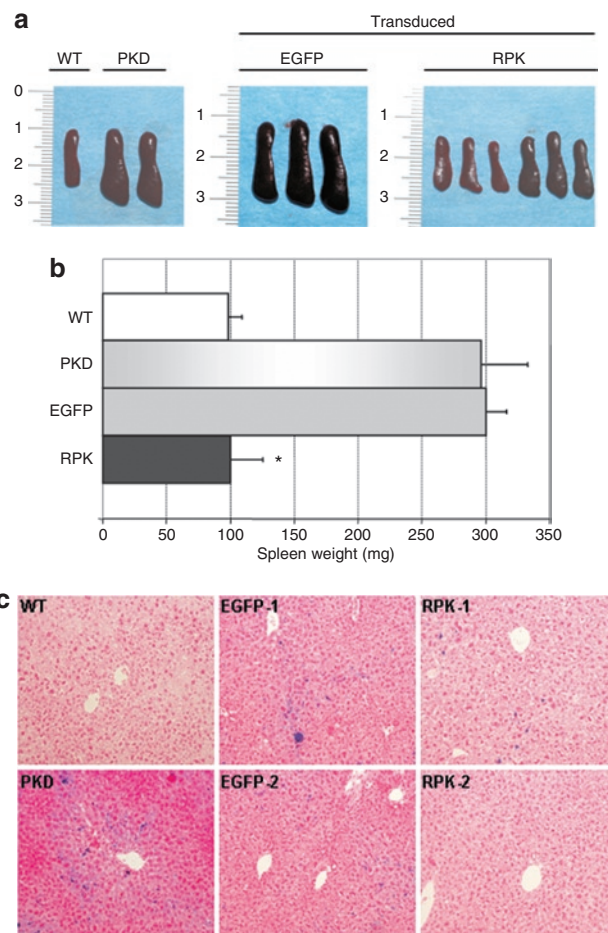 a
Transduced
WT PKD EGFP RPK
0
1
2
3
1
2
3
1
2
3
b
WT
PKD
EGFP
RPK
*
0 50 100 150 200 250 300 350
Spleen weight (mg)
c
WT EGFP-1 RPK-1
PKD EGFP-2 RPK-2